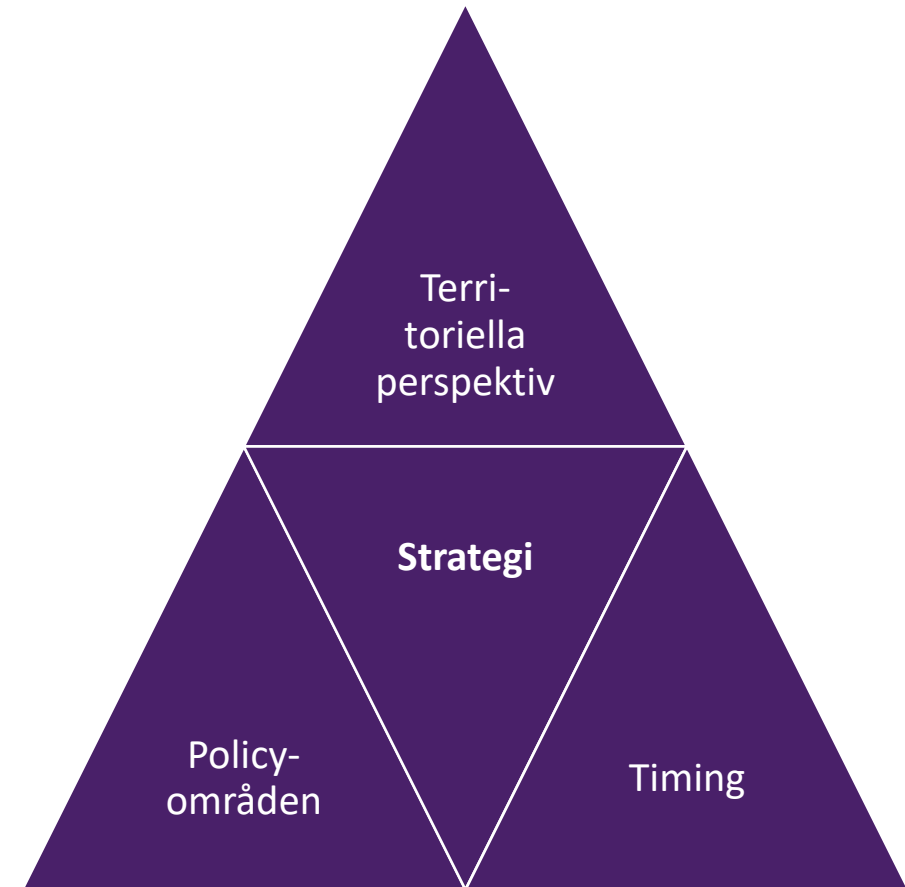 Terri-
toriella
perspektiv
Strategi
Policy-
områden
Timing